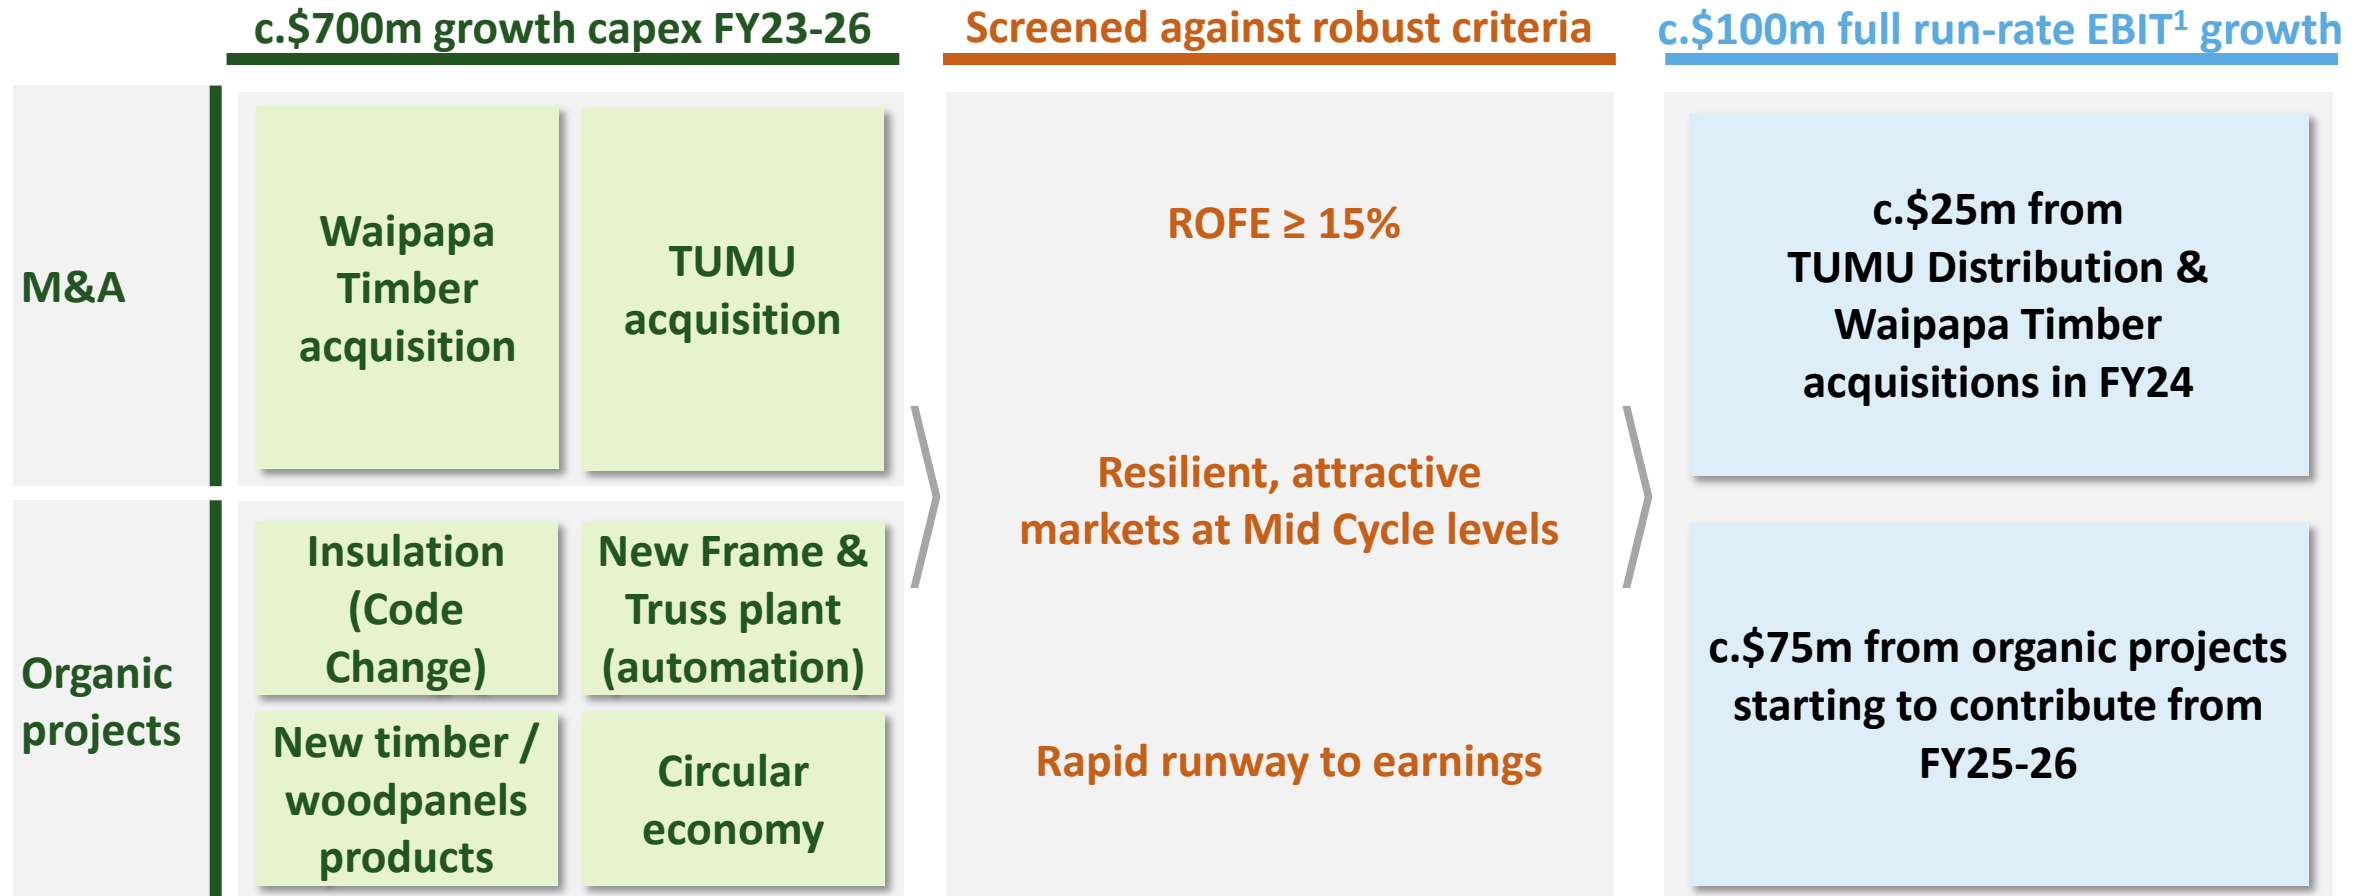 c.$700m growth capex FY23-26
Screened against robust criteria
c.$100m full run-rate EBIT¹ growth
M&A
Waipapa
Timber
acquisition
TUMU
acquisition
ROFE ≥ 15%
Resilient, attractive
markets at Mid Cycle levels
Rapid runway to earnings
c.$25m from
TUMU Distribution &
Waipapa Timber
acquisitions in FY24
Organic
projects
Insulation
(Code
Change)
New Frame &
Truss plant
(automation)
New timber /
woodpanels
products
Circular
economy
c.$75m from organic projects
starting to contribute from
FY25-26